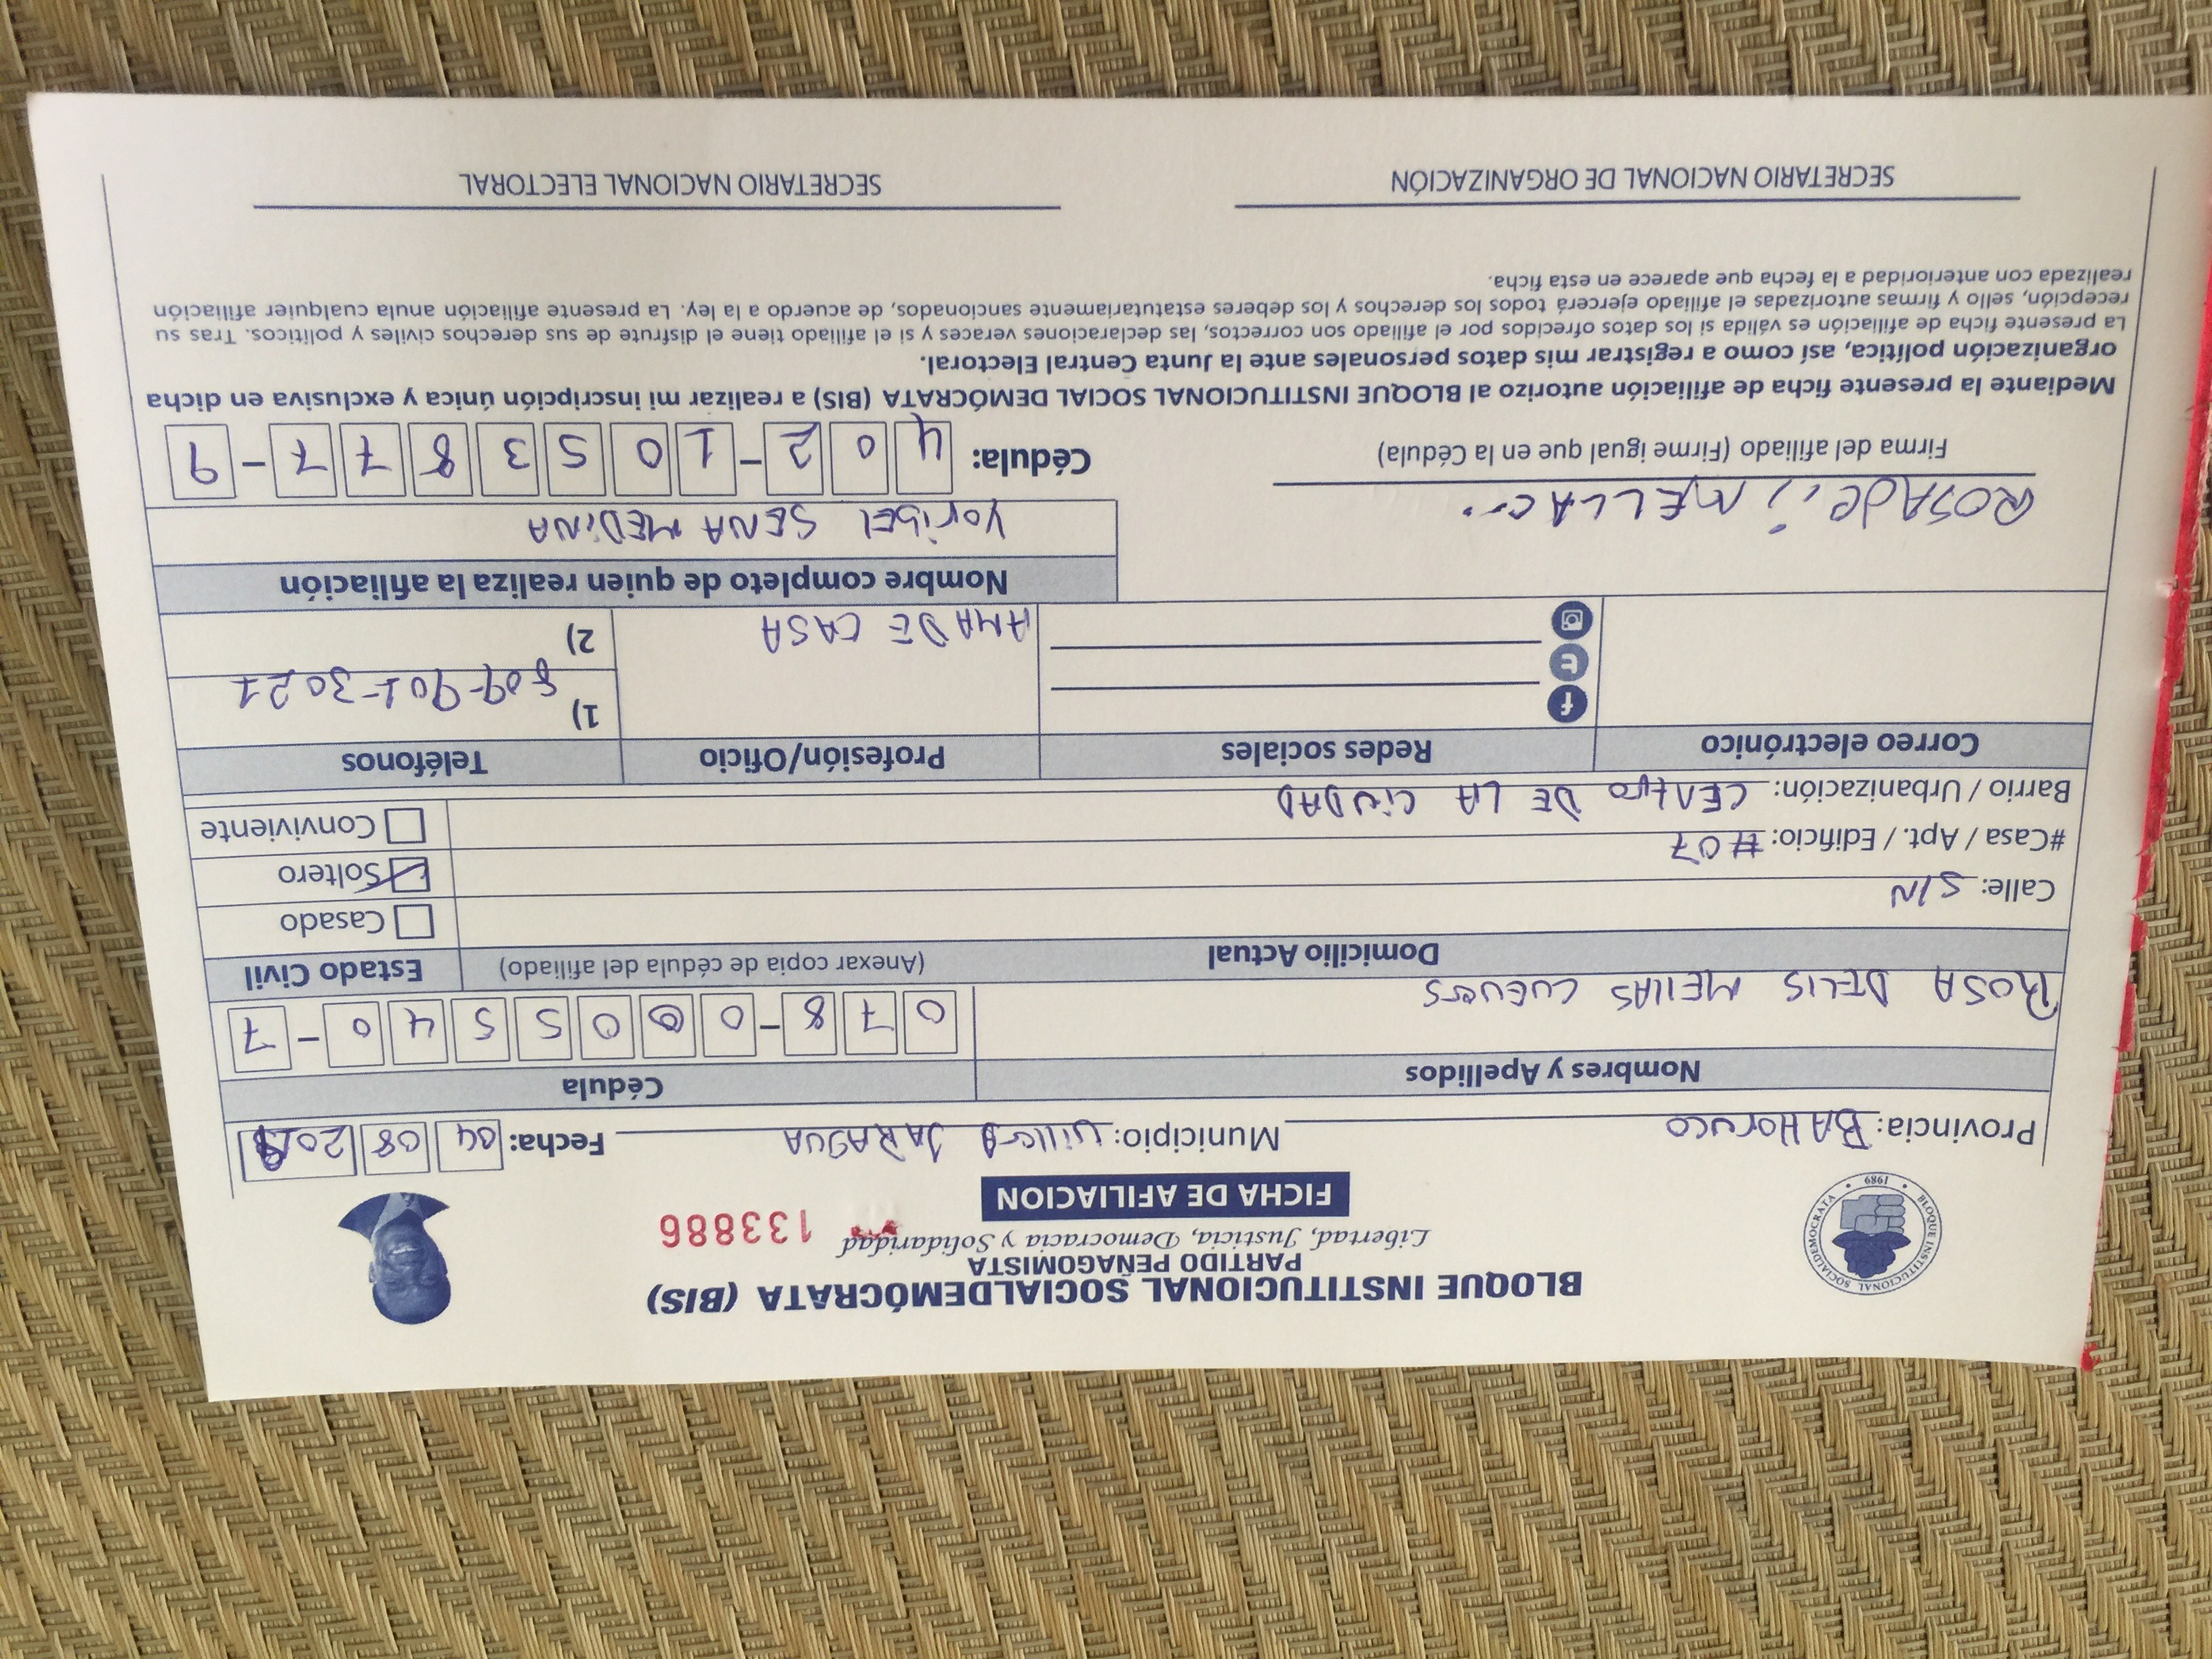 BLOQUE INSTITUCIONAL SOCIALDEMÓCRATA (BIS)
PARTIDO PEÑAGOMISTA
Libertad, Justicia, Democracia y Solidaridad
133886
FICHA DE AFILIACION
BLOQUE INSTITUCIONAL SOCIALDEMOCRATA • 1989 •
Provincia: BAHORUCO Municipio: Villa JARAGUA Fecha: 04 08
Nombres y Apellidos Cédula
ROSA DELIS MELLAS CUEVAS 078-0000554 0-7
Domicilio Actual (Anexar copia de cédula del afiliado) Estado Civil
Calle: S/N Casado
#Casa / Apt. / Edificio: #07 Soltero
Barrio / Urbanización: CENTRO DE LA CIUDAD Conviviente
Correo electrónico Redes sociales Profesión/Oficio Teléfonos
f 1) 809-901-3021
AMA DE CASA 2)
Nombre completo de quien realiza la afiliación
Yoribel SENA MEDINA
ROSA
Firma del afiliado (Firme igual que en la Cédula) Cédula: 402-1053877-9
Mediante la presente ficha de afiliación autorizo al BLOQUE INSTITUCIONAL SOCIAL DEMÓCRATA (BIS) a realizar mi inscripción única y exclusiva en dicha
organización política, así como a registrar mis datos personales ante la Junta Central Electoral.
La presente ficha de afiliación es válida si los datos ofrecidos por el afiliado son correctos, las declaraciones veraces y si el afiliado tiene el disfrute de sus derechos civiles y políticos. Tras su
recepción, sello y firmas autorizadas el afiliado ejercerá todos los derechos y los deberes estatutariamente sancionados, de acuerdo a la ley. La presente afiliación anula cualquier afiliación
realizada con anterioridad a la fecha que aparece en esta ficha.
SECRETARIO NACIONAL DE ORGANIZACIÓN SECRETARIO NACIONAL ELECTORAL